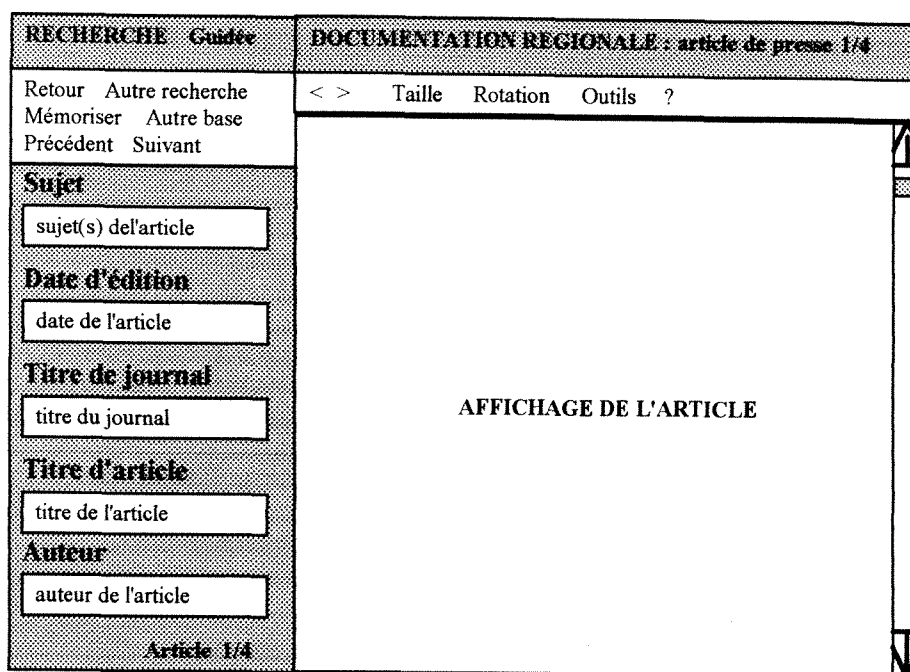 RECHERCHE Guidée
Retour Autre recherche
Mémoriser Autre base
Précédent Suivant
Sujet
sujet(s) del'article
Date d'édition
date de l'article
Titre de journal
titre du journal
Titre d'article
titre de l'article
Auteur
auteur de l'article
Article 1/4
DOCUMENTATION REGIONALE : article de presse 1/4
< > Taille Rotation Outils ?
AFFICHAGE DE L'ARTICLE